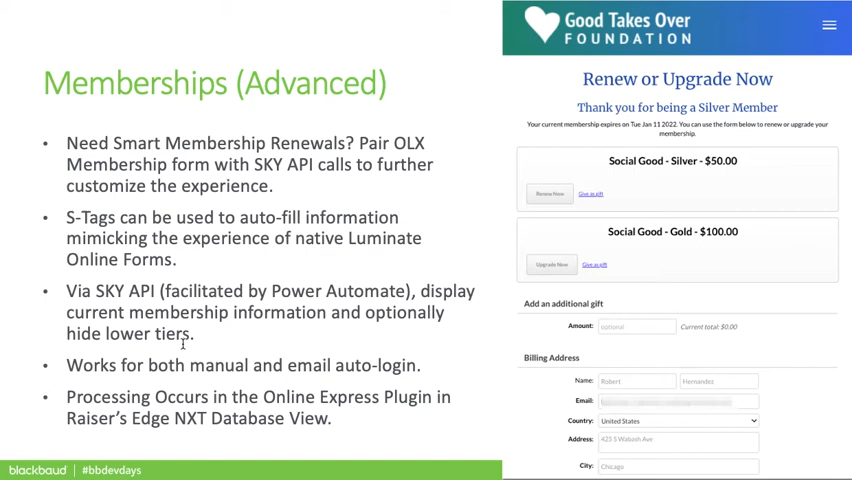 Memberships (Advanced)
• Need Smart Membership Renewals? Pair OLX
Membership form with SKY API calls to further
customize the experience.
• S-Tags can be used to auto-fill information
mimicking the experience of native Luminate
Online Forms.
• Via SKY API (facilitated by Power Automate), display
current membership information and optionally
hide lower tiers.
• Works for both manual and email auto-login.
• Processing Occurs in the Online Express Plugin in
Raiser's Edge NXT Database View.
blackbaud | #bbdevdays
Good Takes Over
FOUNDATION
Renew or Upgrade Now
Thank you for being a Silver Member
Your current membership expires on Tue Jan 11 2022. You can use the form below to renew or upgrade your
membership.
Social Good - Silver - $50.00
Renew Now Give as gift
Social Good - Gold - $100.00
Upgrade Now Give as gift
Add an additional gift
Amount: optional Current total: $0.00
Billing Address
Name: Robert Hernandez
Email:
Country: United States
Address: 425 S Wabash Ave
City: Chicago